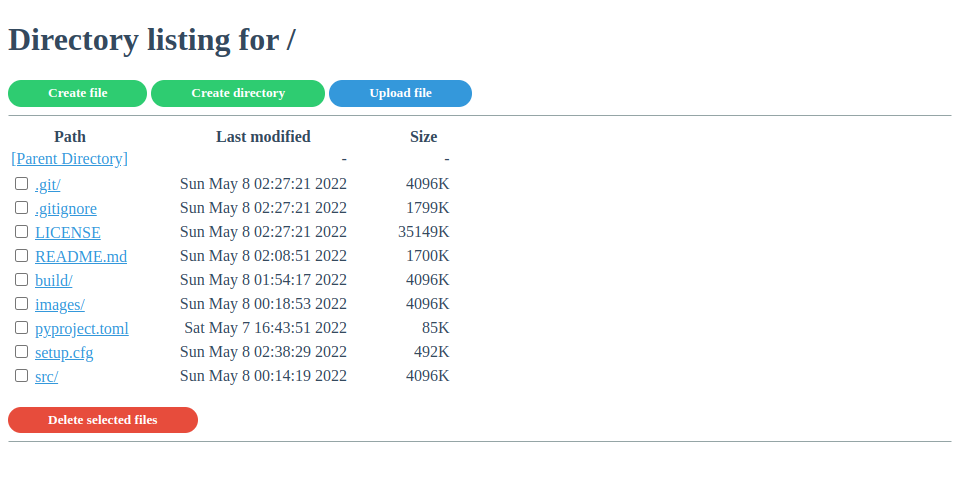 Directory listing for /
Create file Create directory Upload file
Path Last modified Size
[Parent Directory] - -
.git/ Sun May 8 02:27:21 2022 4096K
.gitignore Sun May 8 02:27:21 2022 1799K
LICENSE Sun May 8 02:27:21 2022 35149K
README.md Sun May 8 02:08:51 2022 1700K
build/ Sun May 8 01:54:17 2022 4096K
images/ Sun May 8 00:18:53 2022 4096K
pyproject.toml Sat May 7 16:43:51 2022 85K
setup.cfg Sun May 8 02:38:29 2022 492K
src/ Sun May 8 00:14:19 2022 4096K
Delete selected files